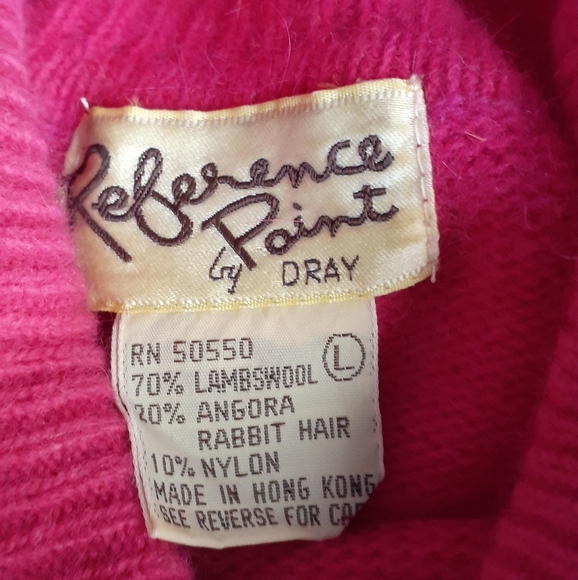 Reference
Point
by DRAY
RN 50550 L
70% LAMBSWOOL
20% ANGORA
RABBIT HAIR
10% NYLON
MADE IN HONG KONG
SEE REVERSE FOR